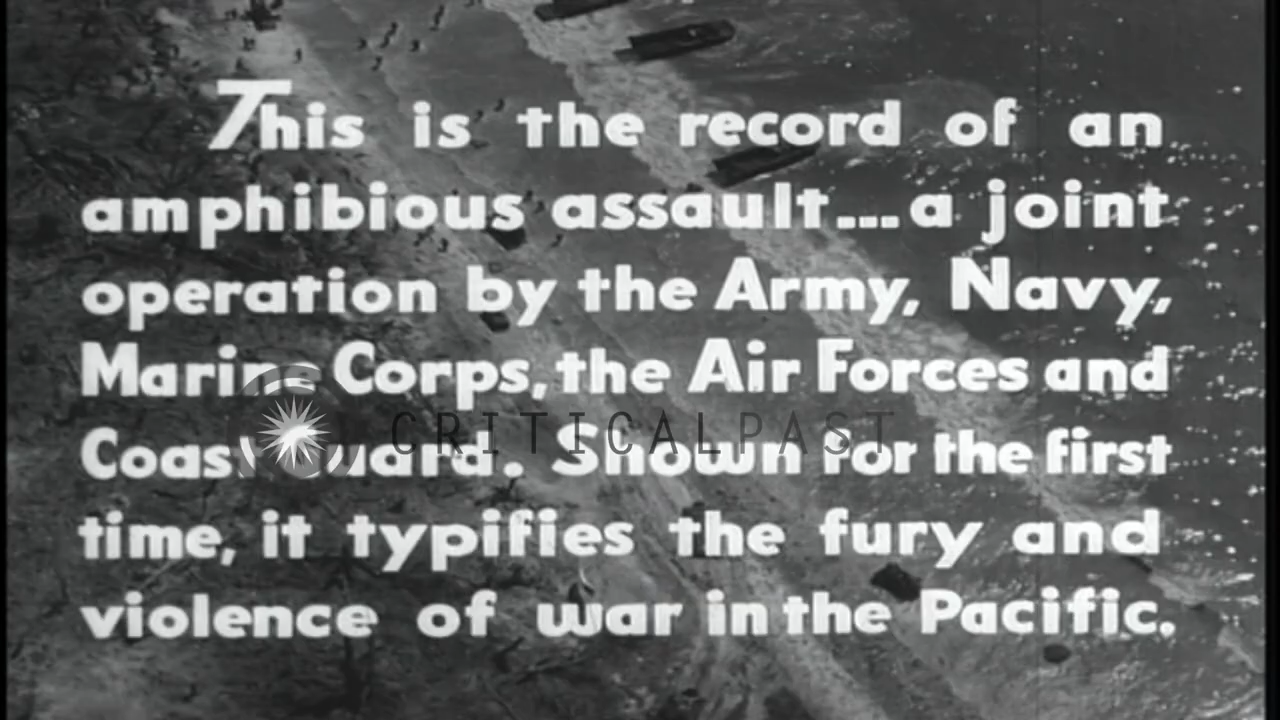 This is the record of an
amphibious assault...a joint
operation by the Army, Navy,
Marine Corps, the Air Forces and
Coast Guard. Shown for the first
time, it typifies the fury and
violence of war in the Pacific.
CRITICALPAST